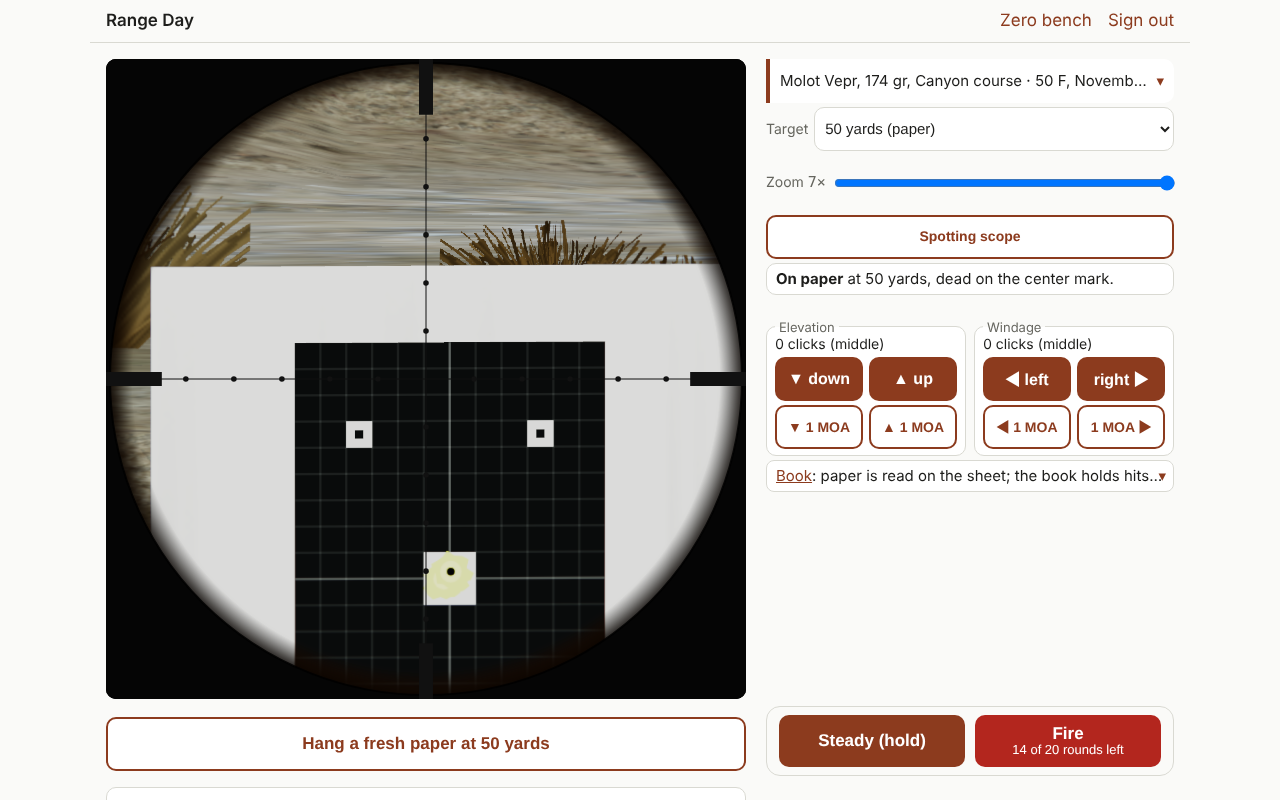 Range Day
Zero bench
Sign out
Molot Vepr, 174 gr, Canyon course · 50 F, Novemb...
Target
50 yards (paper)
Zoom 7×
Spotting scope
On paper at 50 yards, dead on the center mark.
Elevation
0 clicks (middle)
▼ down
▲ up
▼ 1 MOA
▲ 1 MOA
Windage
0 clicks (middle)
◀ left
right ▶
◀ 1 MOA
1 MOA ▶
Book: paper is read on the sheet; the book holds hits...
Hang a fresh paper at 50 yards
Steady (hold)
Fire
14 of 20 rounds left